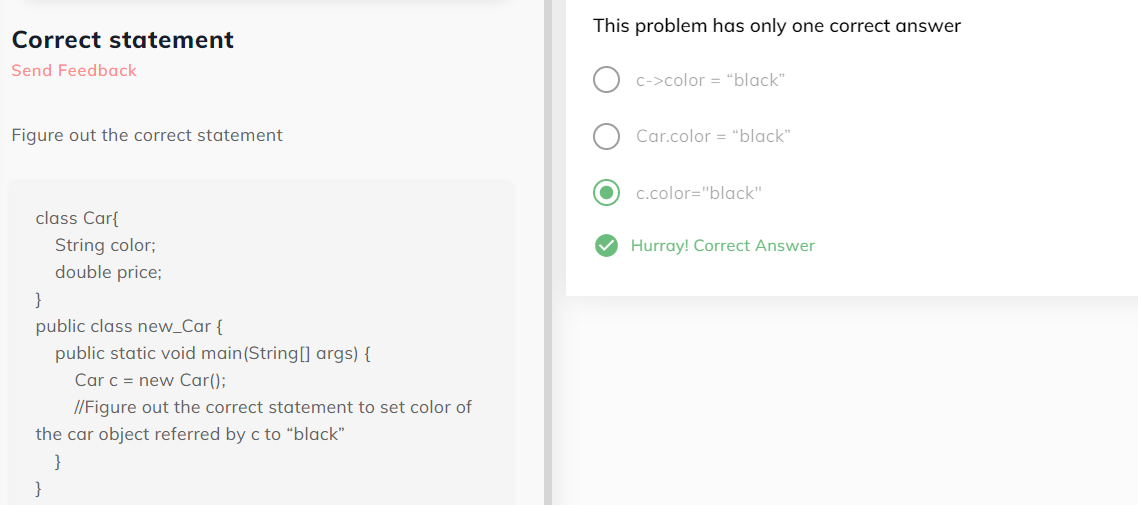 Correct statement
Send Feedback
Figure out the correct statement
class Car{
    String color;
    double price;
}
public class new_Car {
    public static void main(String[] args) {
        Car c = new Car();
        //Figure out the correct statement to set color of
the car object referred by c to “black”
    }
}
This problem has only one correct answer
c->color = “black”
Car.color = “black”
c.color="black"
Hurray! Correct Answer